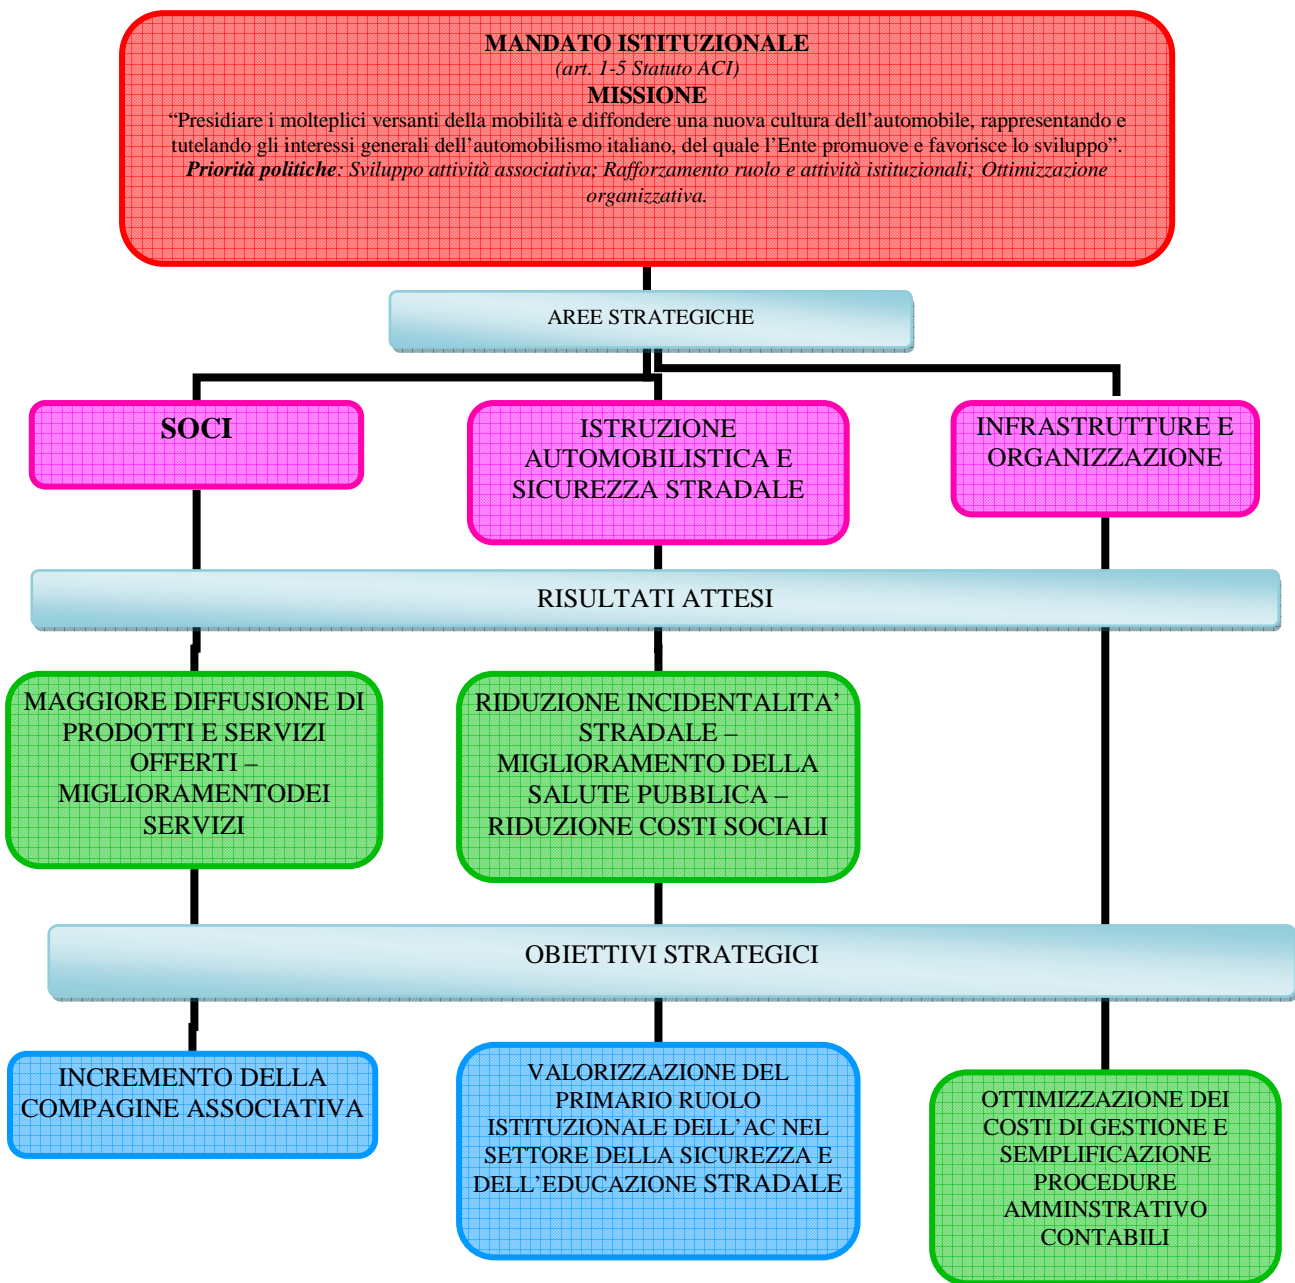 MANDATO ISTITUZIONALE
(art. 1-5 Statuto ACI)
MISSIONE
“Presidiare i molteplici versanti della mobilità e diffondere una nuova cultura dell’automobile, rappresentando e
tutelando gli interessi generali dell’automobilismo italiano, del quale l’Ente promuove e favorisce lo sviluppo”.
Priorità politiche: Sviluppo attività associativa; Rafforzamento ruolo e attività istituzionali; Ottimizzazione
organizzativa.
AREE STRATEGICHE
SOCI
ISTRUZIONE
AUTOMOBILISTICA E
SICUREZZA STRADALE
INFRASTRUTTURE E
ORGANIZZAZIONE
RISULTATI ATTESI
MAGGIORE DIFFUSIONE DI
PRODOTTI E SERVIZI
OFFERTI –
MIGLIORAMENTODEI
SERVIZI
RIDUZIONE INCIDENTALITA’
STRADALE –
MIGLIORAMENTO DELLA
SALUTE PUBBLICA –
RIDUZIONE COSTI SOCIALI
OBIETTIVI STRATEGICI
INCREMENTO DELLA
COMPAGINE ASSOCIATIVA
VALORIZZAZIONE DEL
PRIMARIO RUOLO
ISTITUZIONALE DELL’AC NEL
SETTORE DELLA SICUREZZA E
DELL’EDUCAZIONE STRADALE
OTTIMIZZAZIONE DEI
COSTI DI GESTIONE E
SEMPLIFICAZIONE
PROCEDURE
AMMINSTRATIVO
CONTABILI